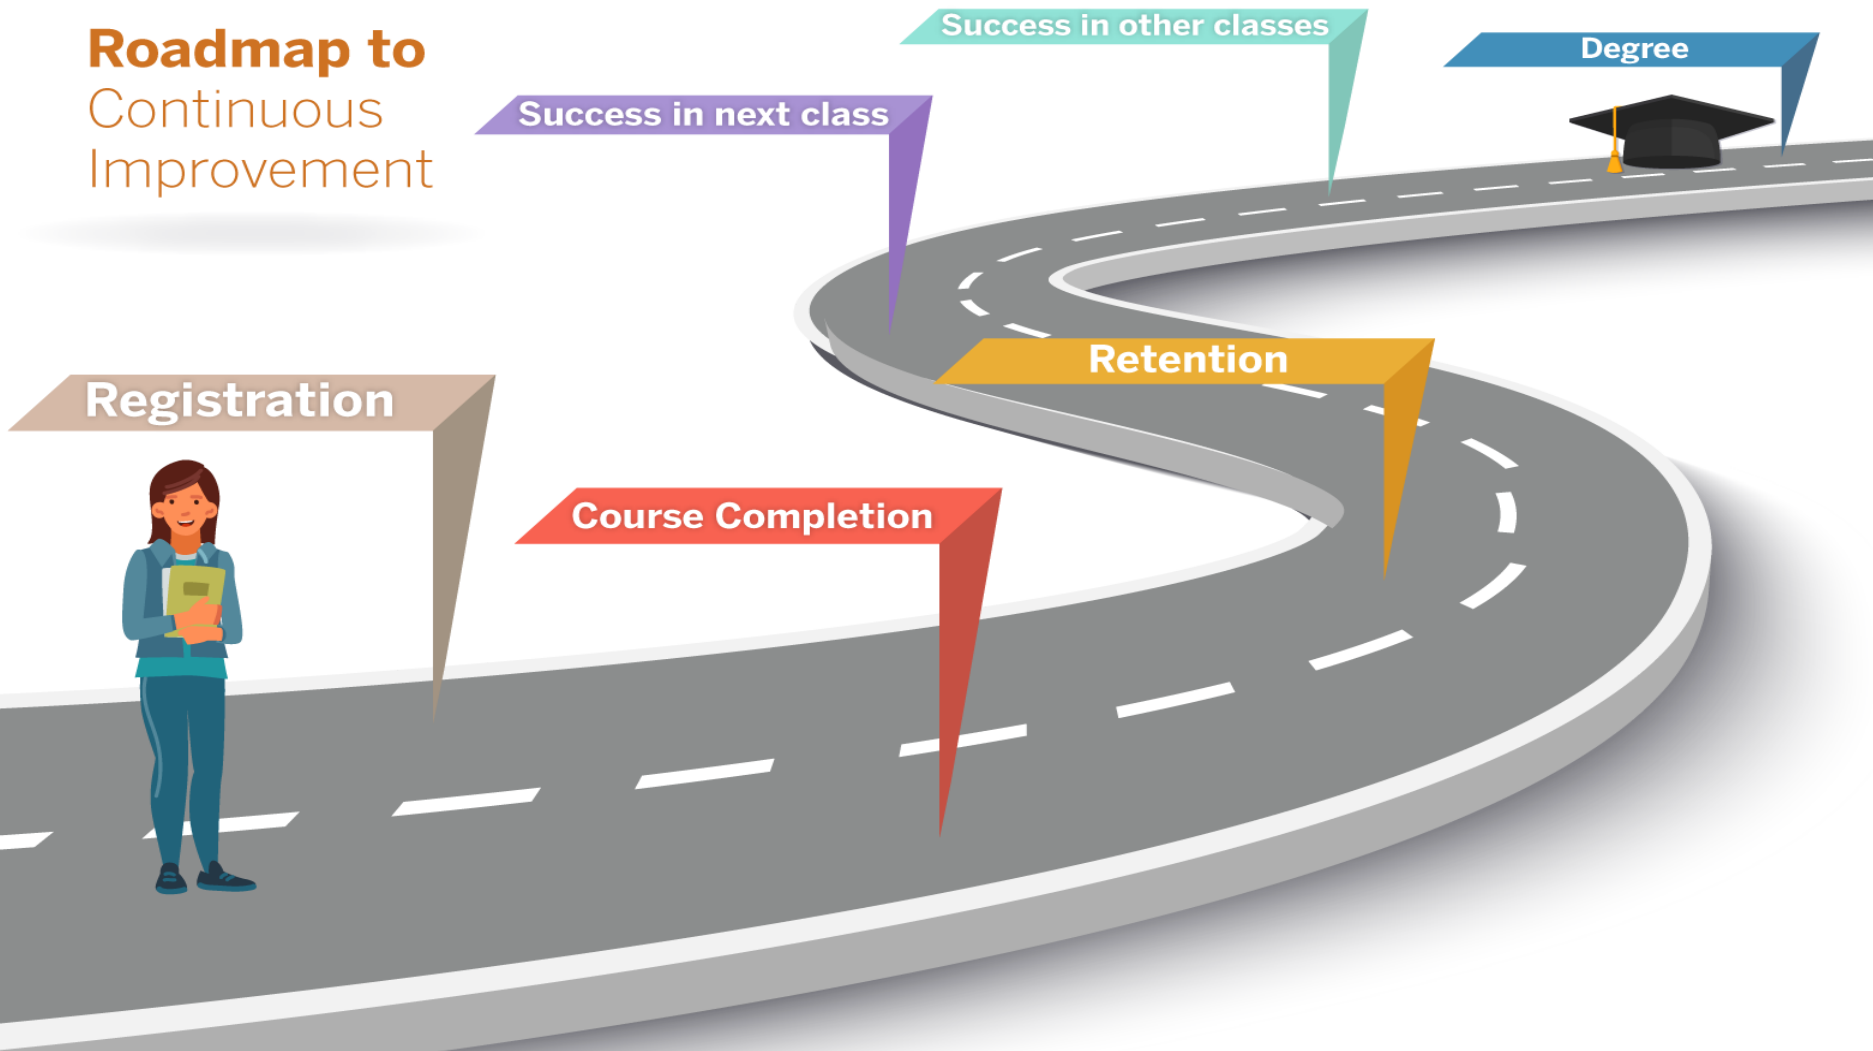 Roadmap to
Continuous
Improvement
Registration
Course Completion
Retention
Success in next class
Success in other classes
Degree